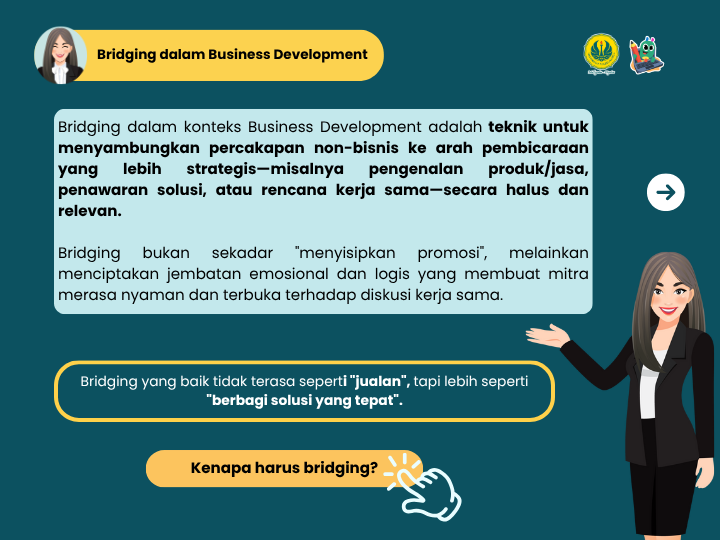 Bridging dalam Business Development
Bridging dalam konteks Business Development adalah teknik untuk
menyambungkan percakapan non-bisnis ke arah pembicaraan
yang lebih strategis—misalnya pengenalan produk/jasa,
penawaran solusi, atau rencana kerja sama—secara halus dan
relevan.
Bridging bukan sekadar "menyisipkan promosi", melainkan
menciptakan jembatan emosional dan logis yang membuat mitra
merasa nyaman dan terbuka terhadap diskusi kerja sama.
Bridging yang baik tidak terasa seperti "jualan", tapi lebih seperti
"berbagi solusi yang tepat".
Kenapa harus bridging?